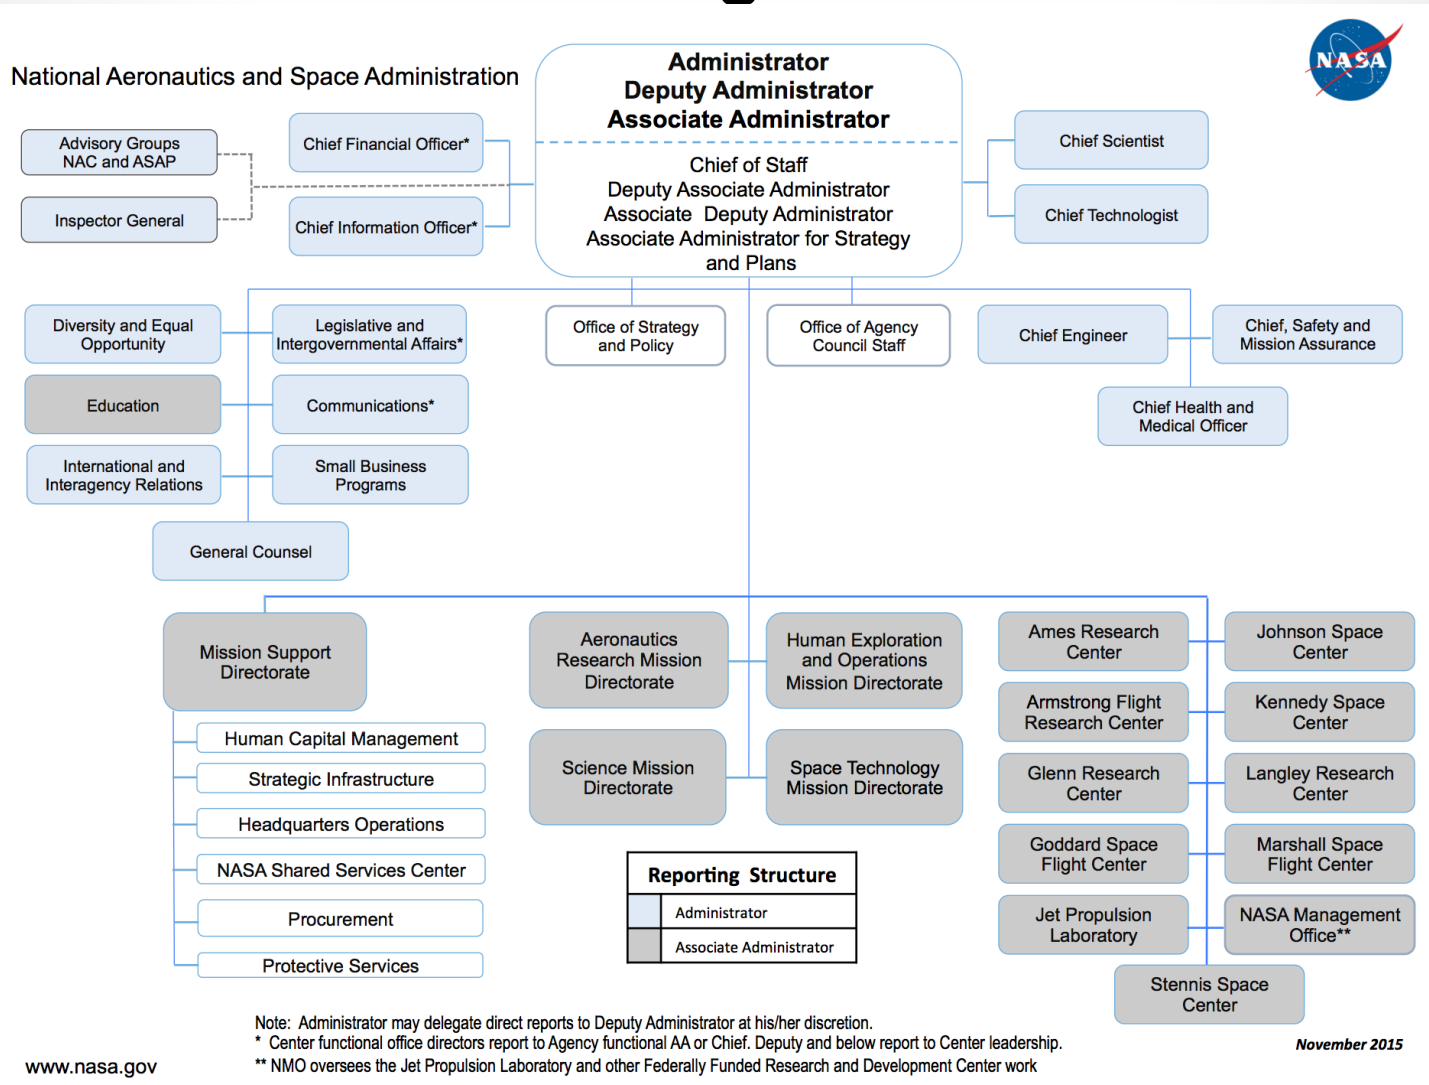 National Aeronautics and Space Administration
Administrator
Deputy Administrator
Associate Administrator
Chief of Staff
Deputy Associate Administrator
Associate Deputy Administrator
Associate Administrator for Strategy
and Plans
NASA
Advisory Groups
NAC and ASAP
Inspector General
Chief Financial Officer*
Chief Information Officer*
Chief Scientist
Chief Technologist
Diversity and Equal
Opportunity
Legislative and
Intergovernmental Affairs*
Education
Communications*
International and
Interagency Relations
Small Business
Programs
General Counsel
Office of Strategy
and Policy
Office of Agency
Council Staff
Chief Engineer
Chief, Safety and
Mission Assurance
Chief Health and
Medical Officer
Mission Support
Directorate
Human Capital Management
Strategic Infrastructure
Headquarters Operations
NASA Shared Services Center
Procurement
Protective Services
Aeronautics
Research Mission
Directorate
Human Exploration
and Operations
Mission Directorate
Science Mission
Directorate
Space Technology
Mission Directorate
Reporting Structure
Administrator
Associate Administrator
Ames Research
Center
Johnson Space
Center
Armstrong Flight
Research Center
Kennedy Space
Center
Glenn Research
Center
Langley Research
Center
Goddard Space
Flight Center
Marshall Space
Flight Center
Jet Propulsion
Laboratory
NASA Management
Office**
Stennis Space
Center
Note: Administrator may delegate direct reports to Deputy Administrator at his/her discretion.
* Center functional office directors report to Agency functional AA or Chief. Deputy and below report to Center leadership.
** NMO oversees the Jet Propulsion Laboratory and other Federally Funded Research and Development Center work
www.nasa.gov
November 2015